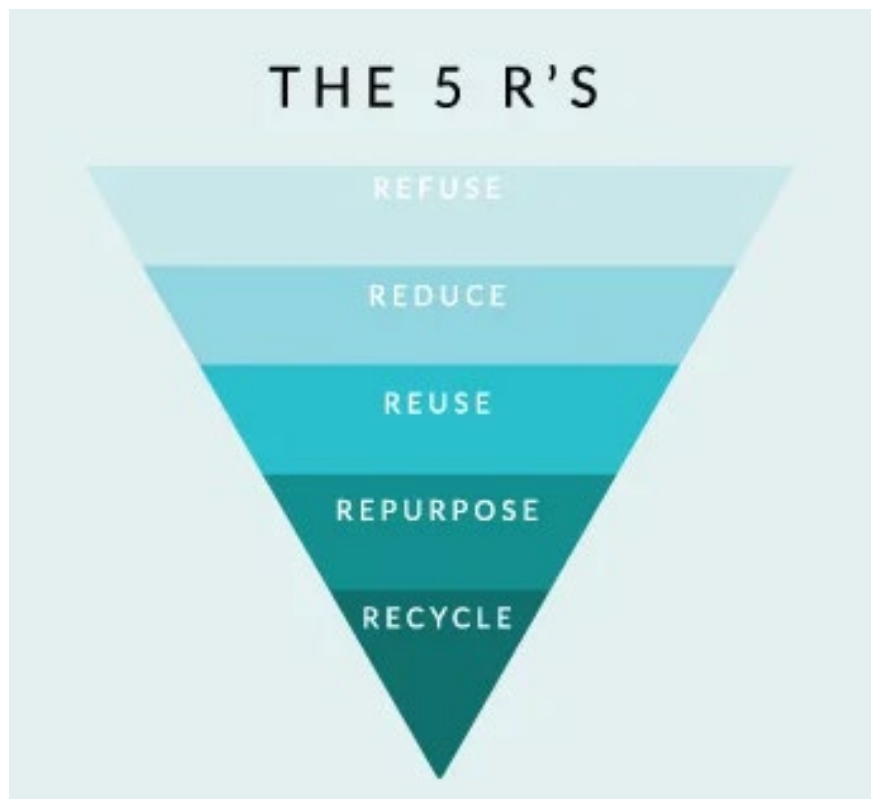 THE 5 R’S
REFUSE
REDUCE
REUSE
REPURPOSE
RECYCLE